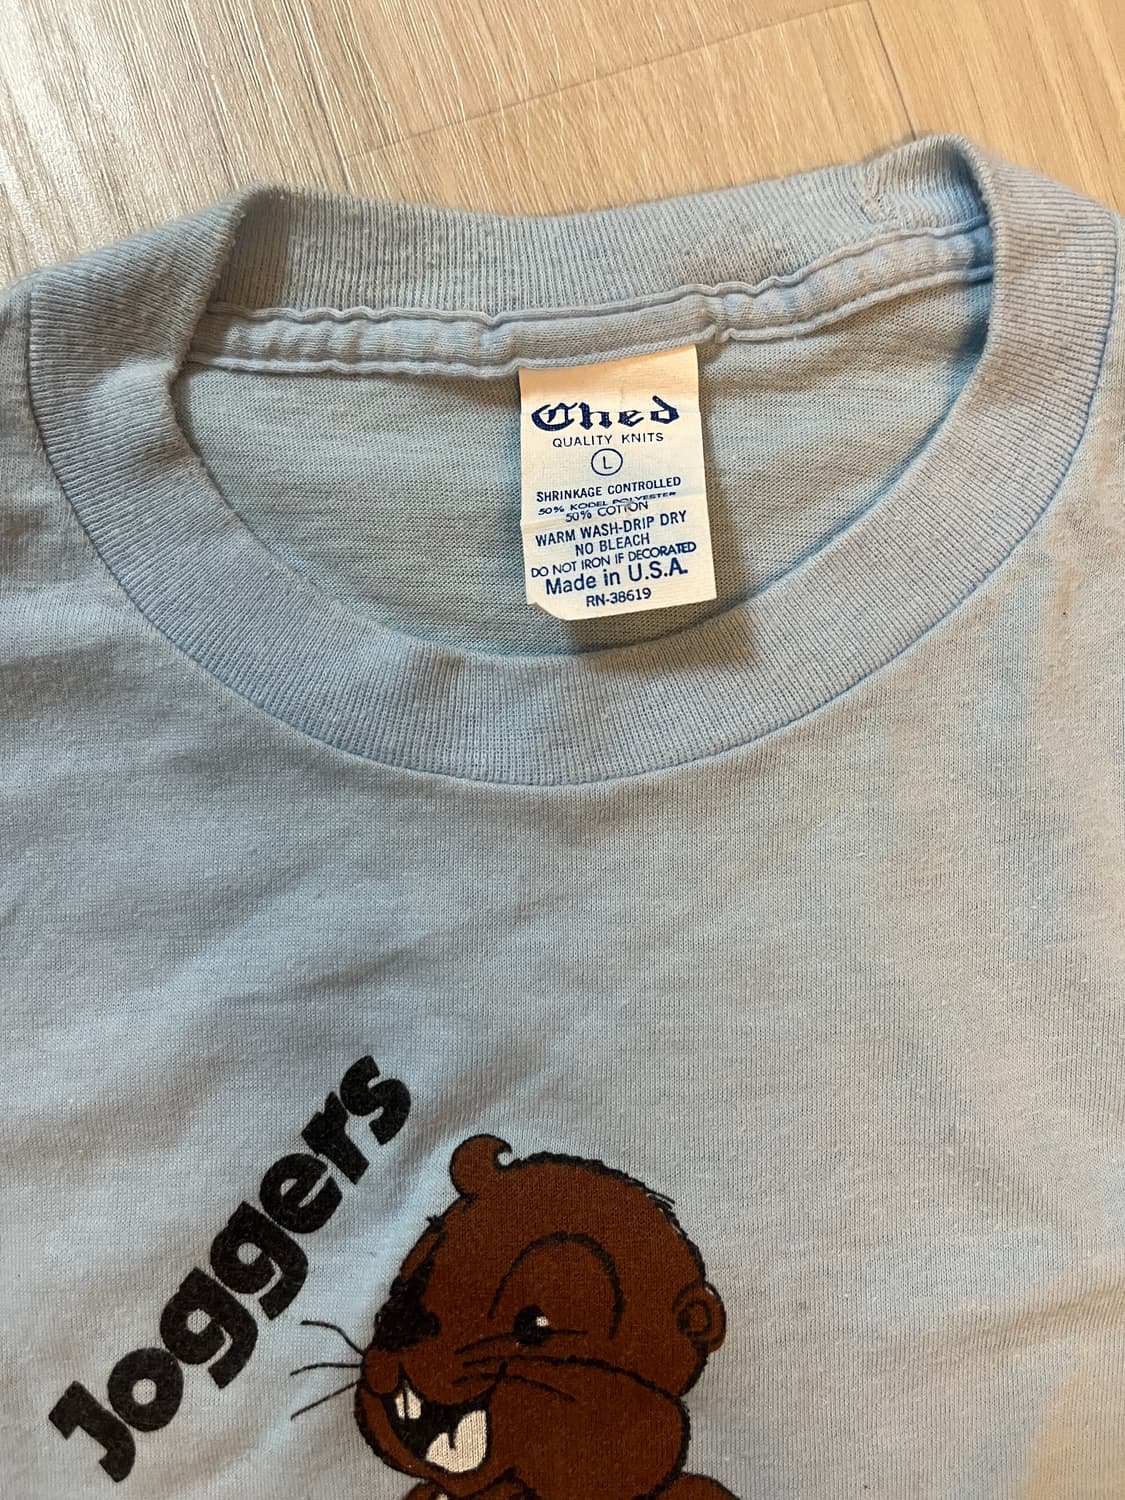 Ched
QUALITY KNITS
L
SHRINKAGE CONTROLLED
50% KODEL POLYESTER
50% COTTON
WARM WASH-DRIP DRY
NO BLEACH
DO NOT IRON IF DECORATED
Made in U.S.A.
RN-38619
Joggers